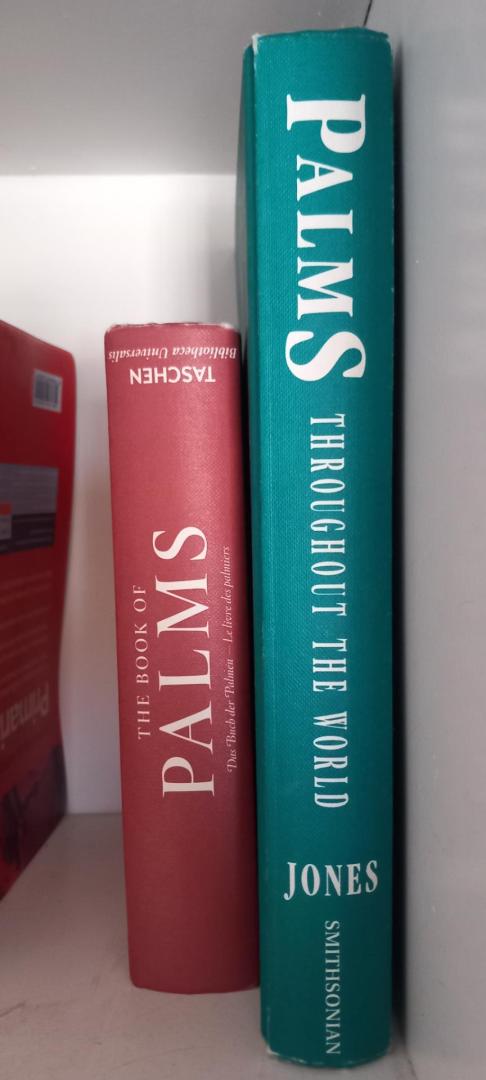 PALMS THROUGHOUT THE WORLD
JONES
SMITHSONIAN
THE BOOK OF
PALMS
Das Buch der Palmen — Le livre des palmiers
TASCHEN
Bibliotheca Universalis